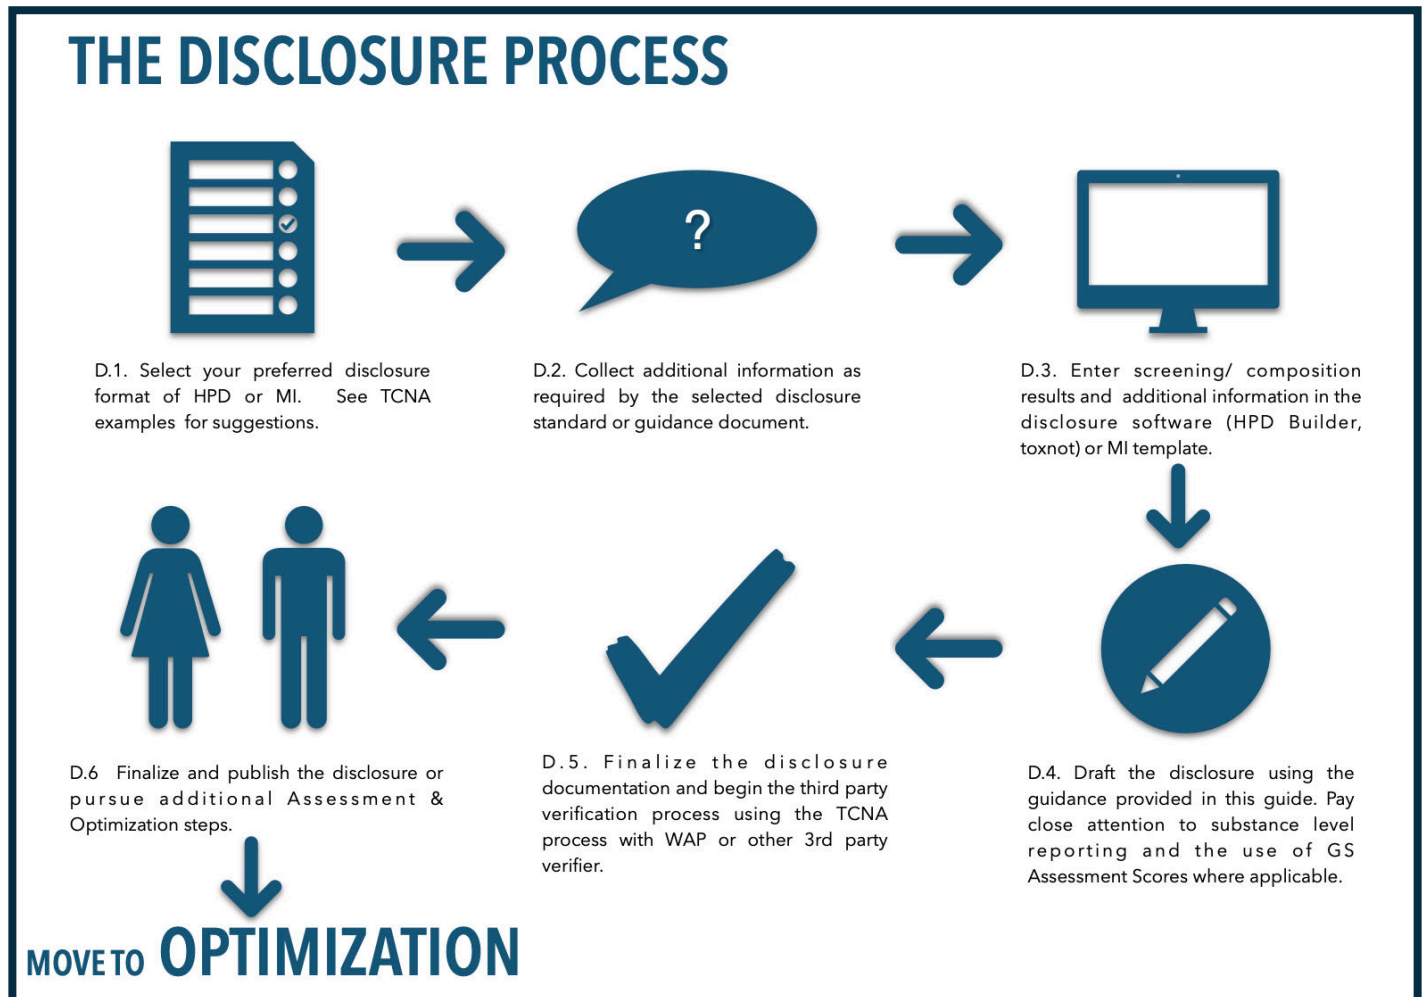 THE DISCLOSURE PROCESS
?
D.1. Select your preferred disclosure
format of HPD or MI. See TCNA
examples for suggestions.
D.2. Collect additional information as
required by the selected disclosure
standard or guidance document.
D.3. Enter screening/ composition
results and additional information in the
disclosure software (HPD Builder,
toxnot) or MI template.
D.4. Draft the disclosure using the
guidance provided in this guide. Pay
close attention to substance level
reporting and the use of GS
Assessment Scores where applicable.
D.5. Finalize the disclosure
documentation and begin the third party
verification process using the TCNA
process with WAP or other 3rd party
verifier.
D.6 Finalize and publish the disclosure or
pursue additional Assessment &
Optimization steps.
MOVE TO OPTIMIZATION